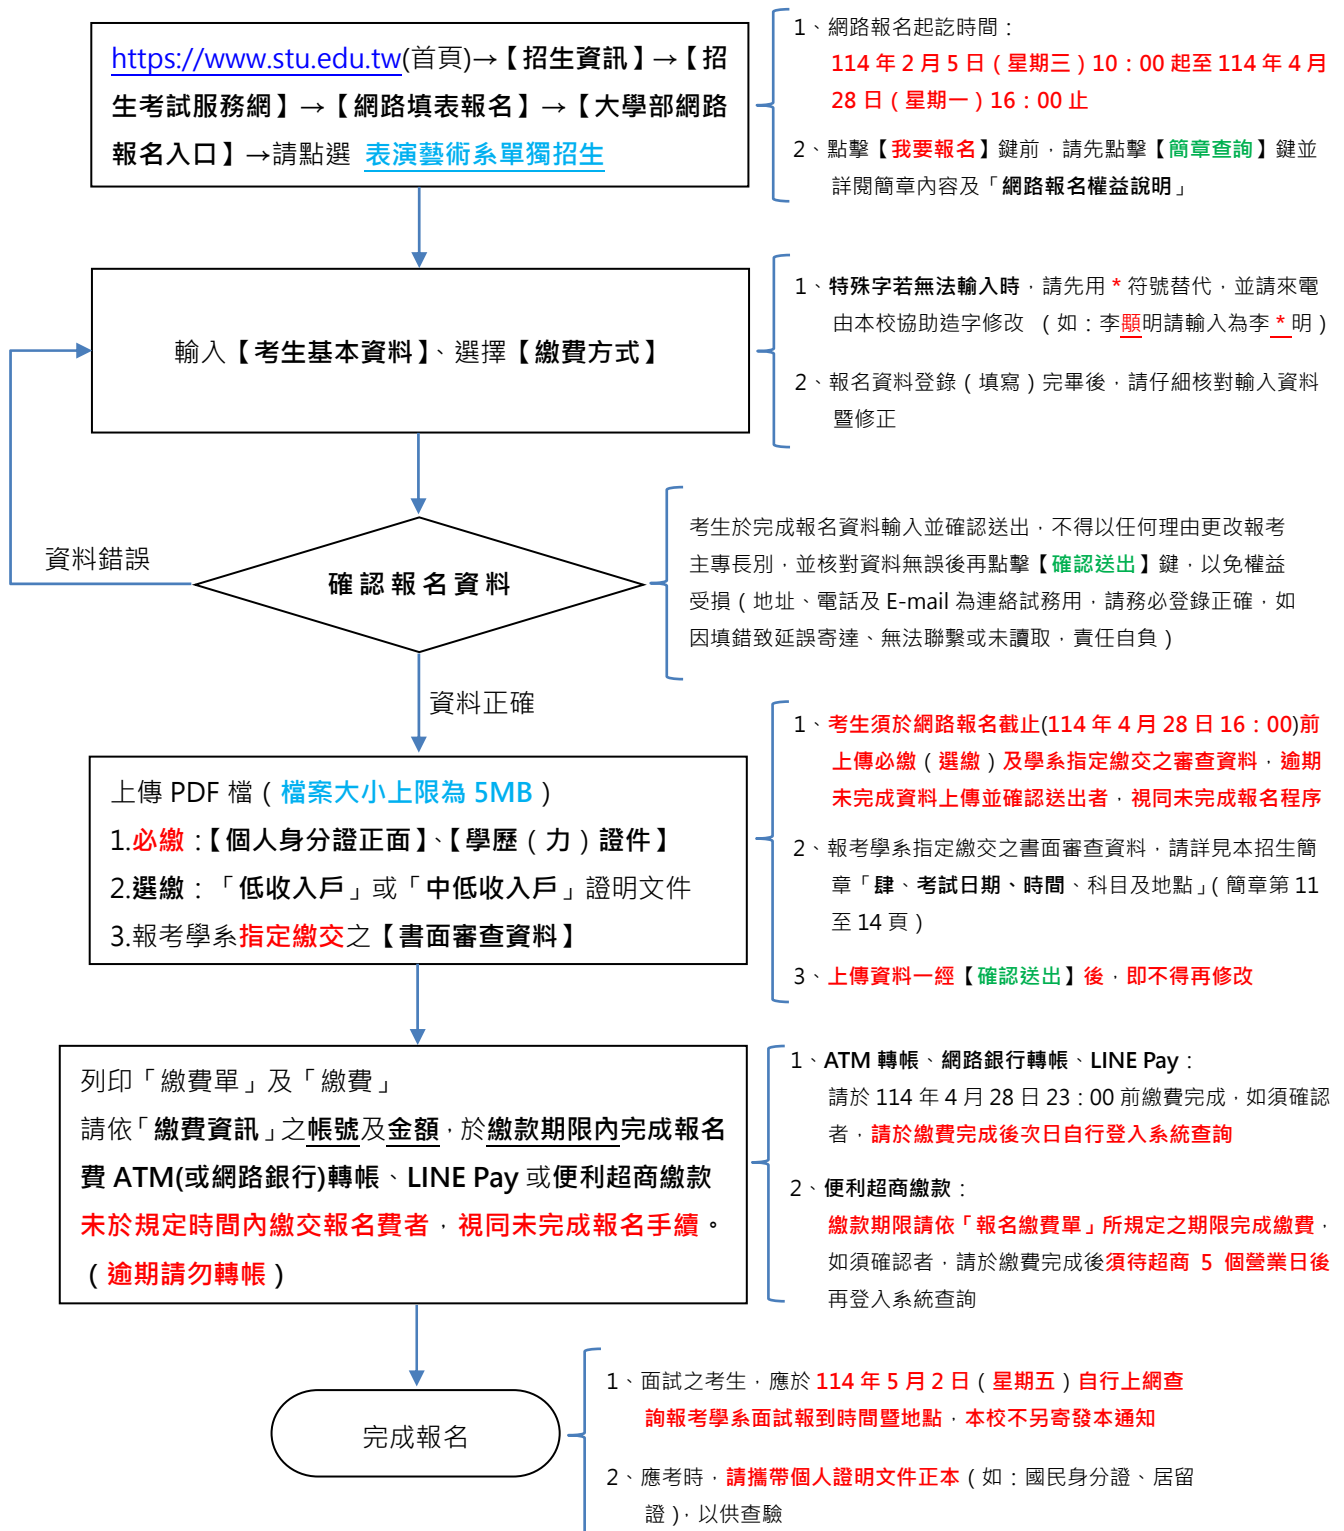 https://www.stu.edu.tw(首頁)→【招生資訊】→【招
生考試服務網】→【網路填表報名】→【大學部網路
報名入口】→請點選 表演藝術系單獨招生
1、網路報名起訖時間：
114 年 2 月 5 日（星期三）10：00 起至 114 年 4 月
28 日（星期一）16：00 止
2、點擊【我要報名】鍵前，請先點擊【簡章查詢】鍵並
詳閱簡章內容及「網路報名權益說明」
輸入【考生基本資料】、選擇【繳費方式】
1、特殊字若無法輸入時，請先用 * 符號替代，並請來電
由本校協助造字修改 （如：李顯明請輸入為李 * 明）
2、報名資料登錄（填寫）完畢後，請仔細核對輸入資料
暨修正
資料錯誤
確認報名資料
考生於完成報名資料輸入並確認送出，不得以任何理由更改報考
主專長別，並核對資料無誤後再點擊【確認送出】鍵，以免權益
受損（地址、電話及 E-mail 為連絡試務用，請務必登錄正確，如
因填錯致延誤寄達、無法聯繫或未讀取，責任自負）
資料正確
上傳 PDF 檔（檔案大小上限為 5MB）
1.必繳：【個人身分證正面】、【學歷（力）證件】
2.選繳：「低收入戶」或「中低收入戶」證明文件
3.報考學系指定繳交之【書面審查資料】
1、考生須於網路報名截止(114 年 4 月 28 日 16：00)前
上傳必繳（選繳）及學系指定繳交之審查資料，逾期
未完成資料上傳並確認送出者，視同未完成報名程序
2、報考學系指定繳交之書面審查資料，請詳見本招生簡
章「肆、考試日期、時間、科目及地點」（簡章第 11
至 14 頁）
3、上傳資料一經【確認送出】後，即不得再修改
列印「繳費單」及「繳費」
請依「繳費資訊」之帳號及金額，於繳款期限內完成報名
費 ATM(或網路銀行)轉帳、LINE Pay 或便利超商繳款
未於規定時間內繳交報名費者，視同未完成報名手續。
（逾期請勿轉帳）
1、ATM 轉帳、網路銀行轉帳、LINE Pay：
請於 114 年 4 月 28 日 23：00 前繳費完成，如須確認
者，請於繳費完成後次日自行登入系統查詢
2、便利超商繳款：
繳款期限請依「報名繳費單」所規定之期限完成繳費，
如須確認者，請於繳費完成後須待超商 5 個營業日後
再登入系統查詢
完成報名
1、面試之考生，應於 114 年 5 月 2 日（星期五）自行上網查
詢報考學系面試報到時間暨地點，本校不另寄發本通知
2、應考時，請攜帶個人證明文件正本（如：國民身分證、居留
證），以供查驗